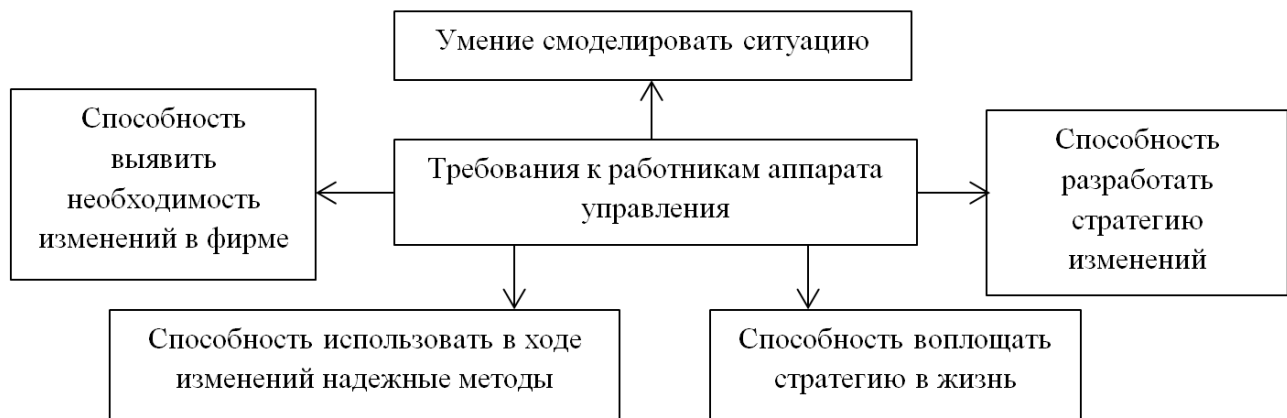 Умение смоделировать ситуацию
Способность
выявить
необходимость
изменений в фирме
Требования к работникам аппарата
управления
Способность
разработать
стратегию
изменений
Способность использовать в ходе
изменений надежные методы
Способность воплощать
стратегию в жизнь